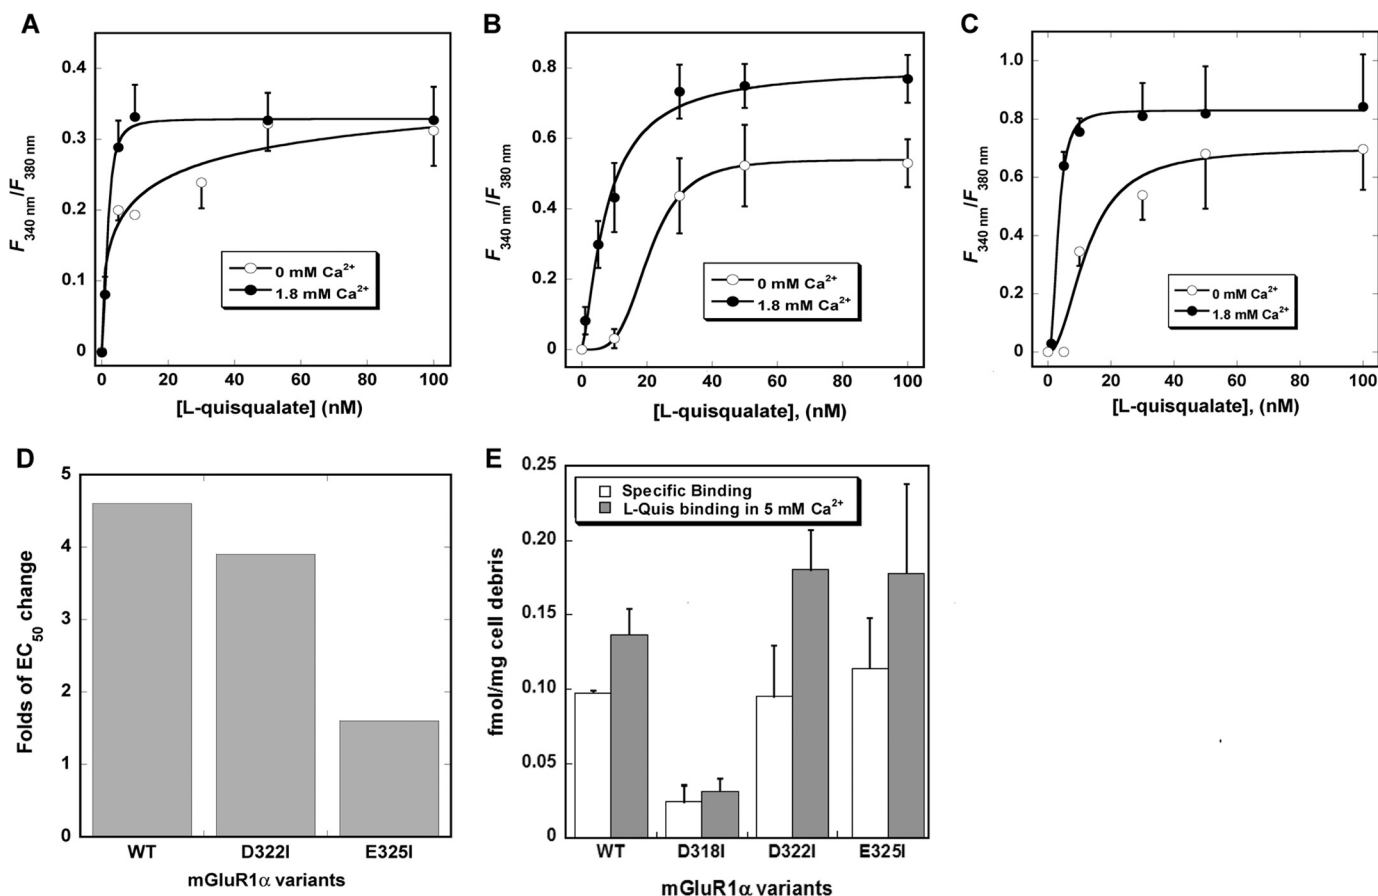 A
0.4
0.3
0.2
0.1
0
F 340 nm/F 380 nm
0 mM Ca2+
1.8 mM Ca2+
0 20 40 60 80 100
[L-quisqualate] (nM)
B
0.8
0.6
0.4
0.2
0
F 340 nm/F 380 nm
0 mM Ca2+
1.8 mM Ca2+
0 20 40 60 80 100
[L-quisqualate], (nM)
C
1.0
0.8
0.6
0.4
0.2
0
F 340 nm/F 380 nm
0 mM Ca2+
1.8 mM Ca2+
0 20 40 60 80 100
[L-quisqualate], (nM)
D
5
4
3
2
1
0
Folds of EC50 change
WT D322I E325I
mGluR1α variants
E
0.25
0.20
0.15
0.10
0.05
0
fmol/mg cell debris
Specific Binding
L-Quis binding in 5 mM Ca2+
WT D318I D322I E325I
mGluR1α variants